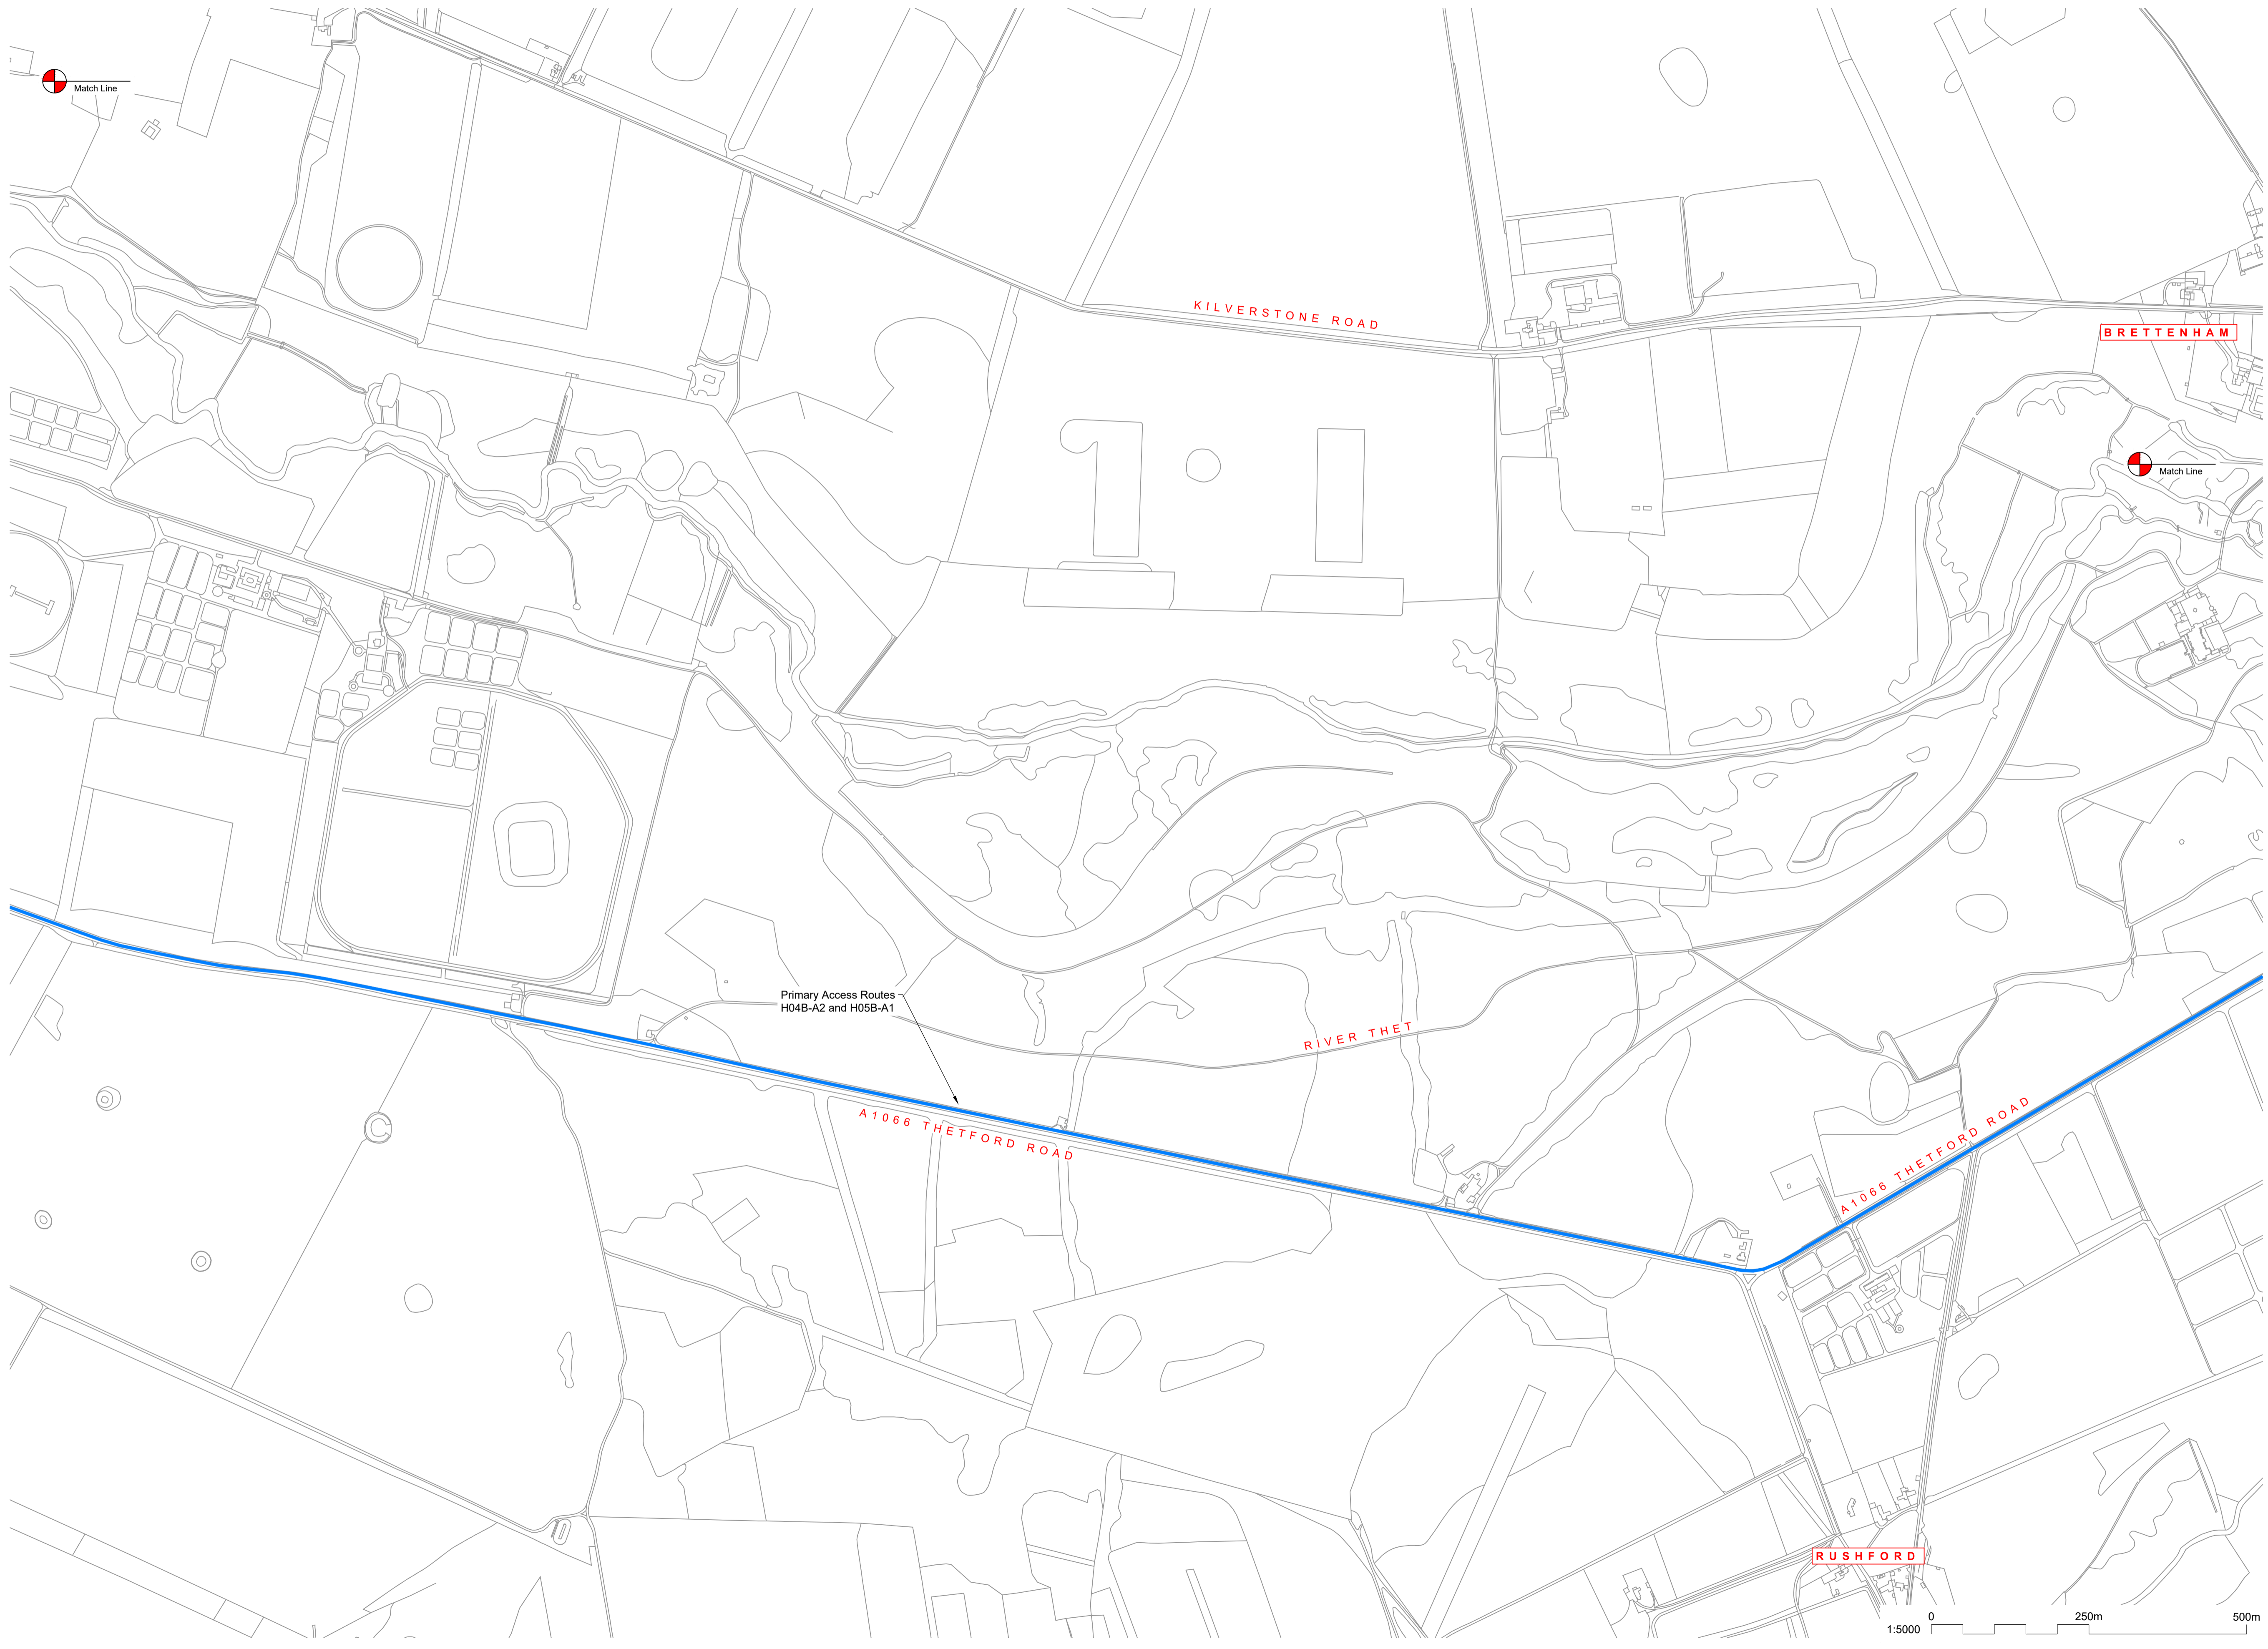 Match Line
KILVERSTONE ROAD
BRETTENHAM
Match Line
Primary Access Routes
H04B-A2 and H05B-A1
RIVER THET
A1066 THETFORD ROAD
A1066 THETFORD ROAD
RUSHFORD
0 250m 500m
1:5000